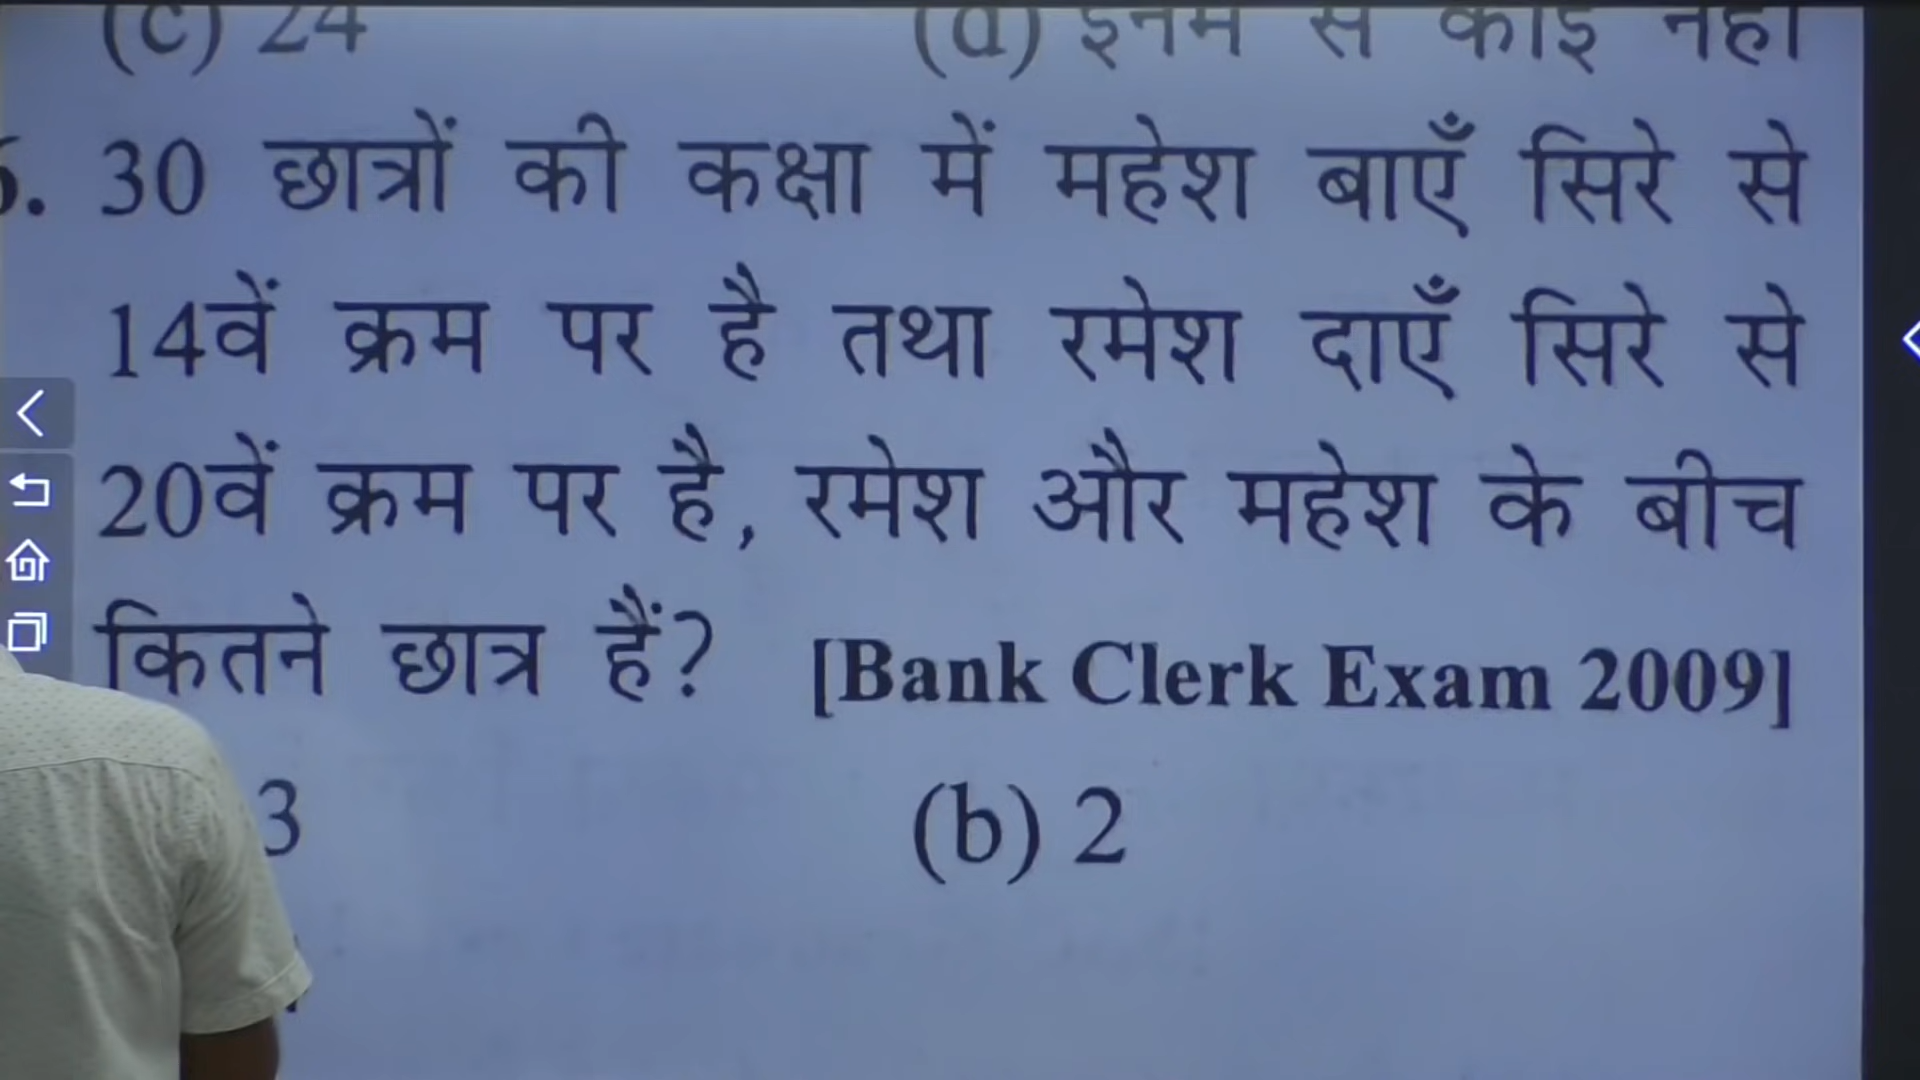 (c) 24 (d) इनमें से कोई नहीं
6. 30 छात्रों की कक्षा में महेश बाएँ सिरे से
14वें क्रम पर है तथा रमेश दाएँ सिरे से
20वें क्रम पर है, रमेश और महेश के बीच
कितने छात्र हैं? [Bank Clerk Exam 2009]
3 (b) 2